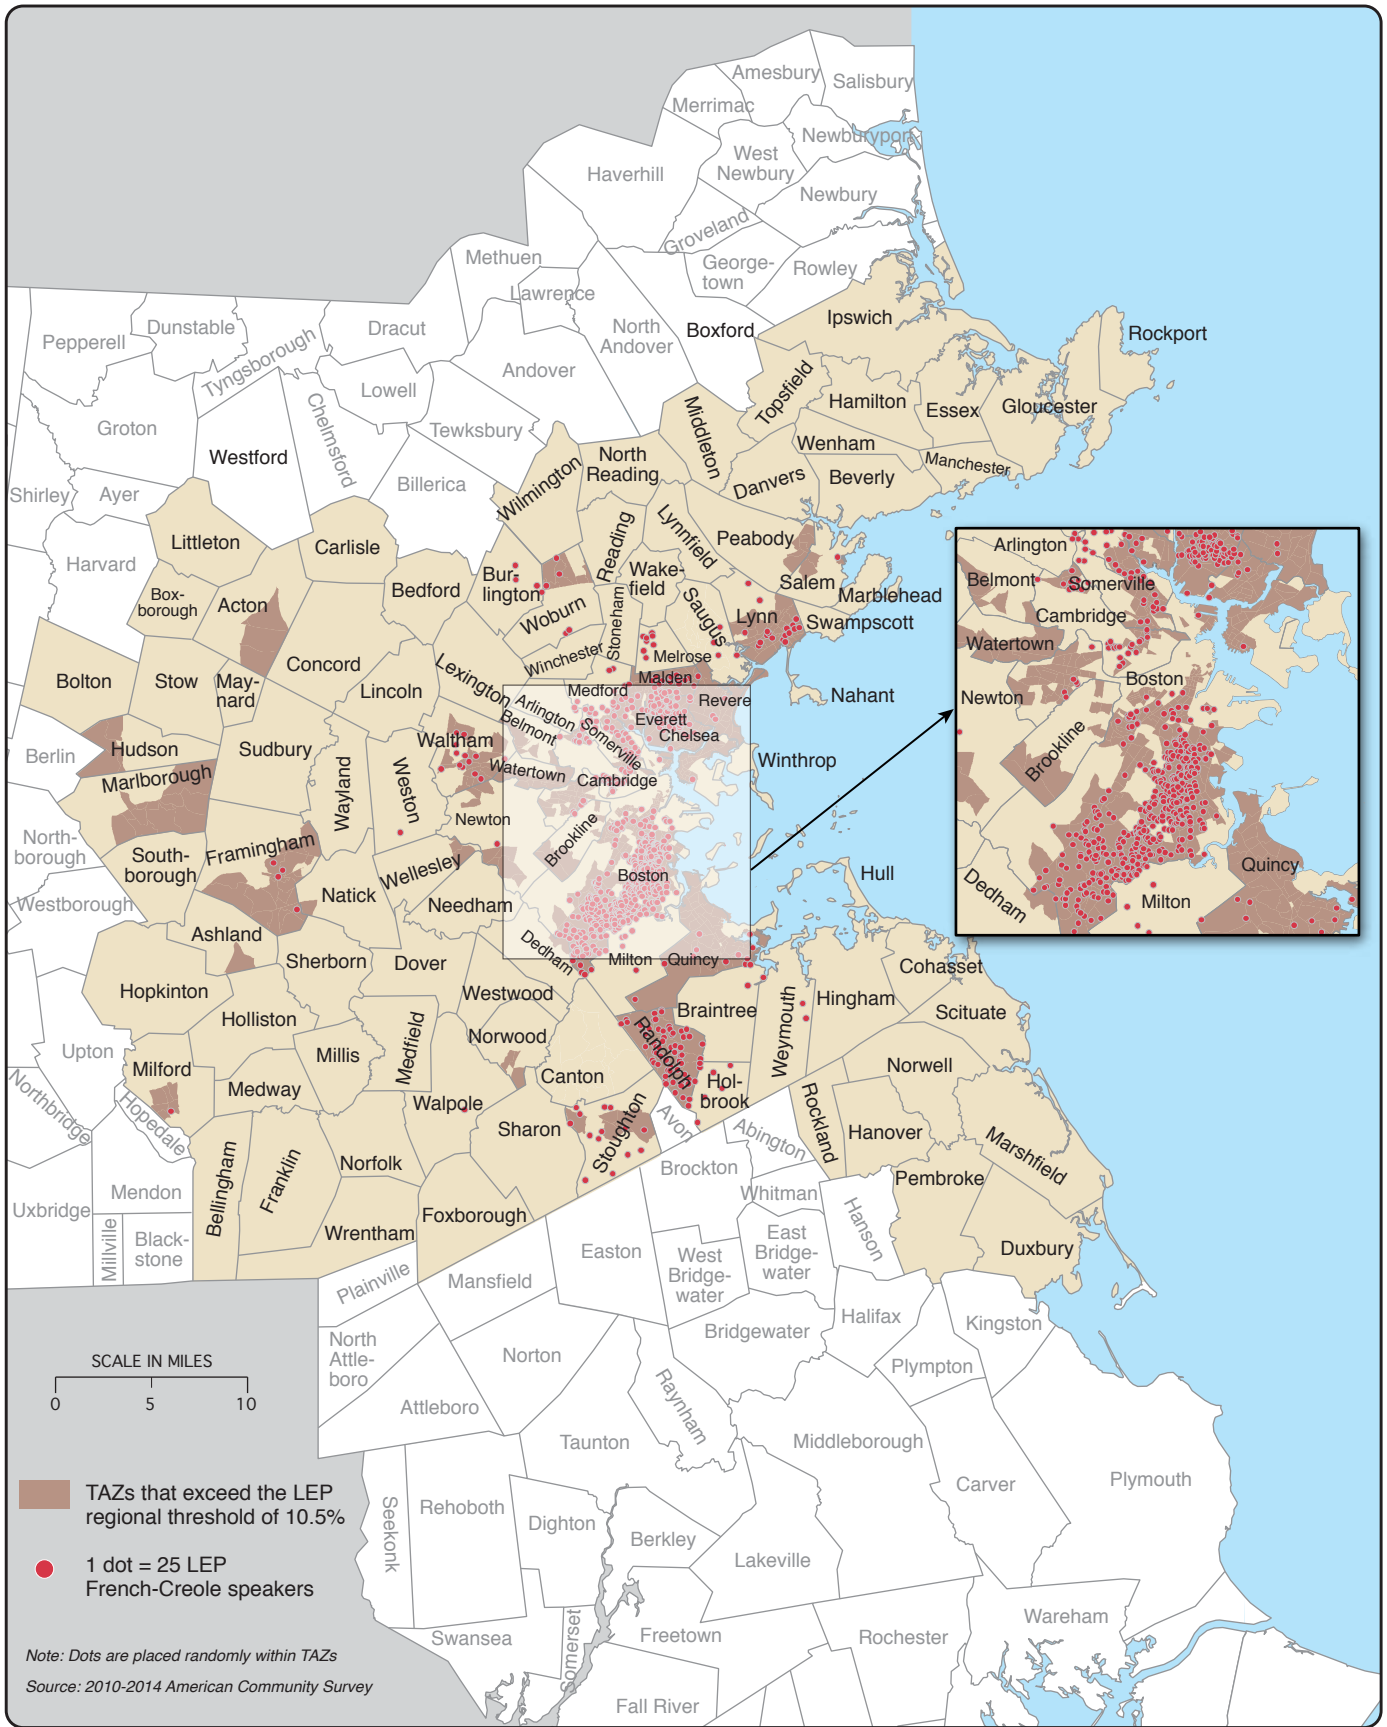 Amesbury
Salisbury
Merrimac
Newburyport
West
Newbury
Haverhill
Newbury
Groveland
Methuen
George-
town
Rowley
Lawrence
Ipswich
Dunstable
Dracut
North
Andover
Boxford
Rockport
Pepperell
Tyngsborough
Andover
Topsfield
Lowell
Hamilton
Essex
Gloucester
Groton
Chelmsford
Tewksbury
Middleton
Wenham
Westford
North
Reading
Manchester
Shirley
Ayer
Billerica
Wilmington
Danvers
Beverly
Littleton
Carlisle
Reading
Lynnfield
Peabody
Harvard
Bedford
Bur-
lington
Wake-
field
Salem
Marblehead
Box-
borough
Acton
Woburn
Stoneham
Saugus
Lynn
Swampscott
Concord
Winchester
Melrose
Bolton
Stow
May-
nard
Lincoln
Lexington
Malden
Medford
Revere
Nahant
Arlington
Everett
Belmont
Somerville
Chelsea
Berlin
Hudson
Sudbury
Waltham
Winthrop
Marlborough
Wayland
Weston
Watertown
Cambridge
North-
borough
Newton
Framingham
Brookline
South-
borough
Wellesley
Boston
Hull
Westborough
Natick
Needham
Ashland
Dedham
Milton
Quincy
Sherborn
Dover
Cohasset
Hopkinton
Westwood
Hingham
Braintree
Weymouth
Scituate
Holliston
Medfield
Norwood
Randolph
Upton
Millis
Norwell
Milford
Canton
Hol-
brook
Medway
Northbridge
Hopedale
Walpole
Rockland
Sharon
Stoughton
Avon
Abington
Hanover
Marshfield
Bellingham
Franklin
Norfolk
Brockton
Pembroke
Mendon
Whitman
Uxbridge
Foxborough
Hanson
Millville
Black-
stone
Wrentham
Easton
West
Bridge-
water
East
Bridge-
water
Duxbury
Plainville
Mansfield
Halifax
Kingston
North
Attle-
boro
Norton
Bridgewater
Plympton
Attleboro
Raynham
Taunton
Middleborough
Carver
Plymouth
Seekonk
Rehoboth
Dighton
Berkley
Lakeville
Swansea
Somerset
Freetown
Rochester
Wareham
Fall River
Arlington
Belmont
Somerville
Cambridge
Watertown
Boston
Newton
Brookline
Quincy
Dedham
Milton
SCALE IN MILES
0 5 10
TAZs that exceed the LEP
regional threshold of 10.5%
1 dot = 25 LEP
French-Creole speakers
Note: Dots are placed randomly within TAZs
Source: 2010-2014 American Community Survey